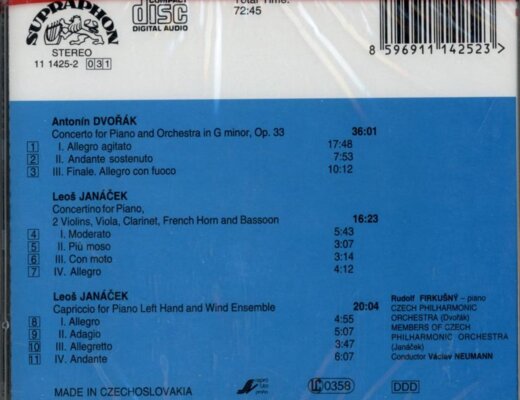 SUPRAPHON
STEREO
11 1425-2 031
COMPACT
disc
DIGITAL AUDIO
Total Time:
72:45
8 596911 142523 >
Antonín DVOŘÁK
Concerto for Piano and Orchestra in G minor, Op. 33 36:01
1 I. Allegro agitato 17:48
2 II. Andante sostenuto 7:53
3 III. Finale. Allegro con fuoco 10:12
Leoš JANÁČEK
Concertino for Piano,
2 Violins, Viola, Clarinet, French Horn and Bassoon 16:23
4 I. Moderato 5:43
5 II. Più moso 3:07
6 III. Con moto 3:14
7 IV. Allegro 4:12
Leoš JANÁČEK
Capriccio for Piano Left Hand and Wind Ensemble 20:04
8 I. Allegro 4:55
9 II. Adagio 5:07
10 III. Allegretto 3:47
11 IV. Andante 6:07
Rudolf FIRKUŠNÝ – piano
CZECH PHILHARMONIC
ORCHESTRA (Dvořák)
MEMBERS OF CZECH
PHILHARMONIC ORCHESTRA
(Janáček)
Conductor Václav NEUMANN
MADE IN CZECHOSLOVAKIA
LC 0358
DDD